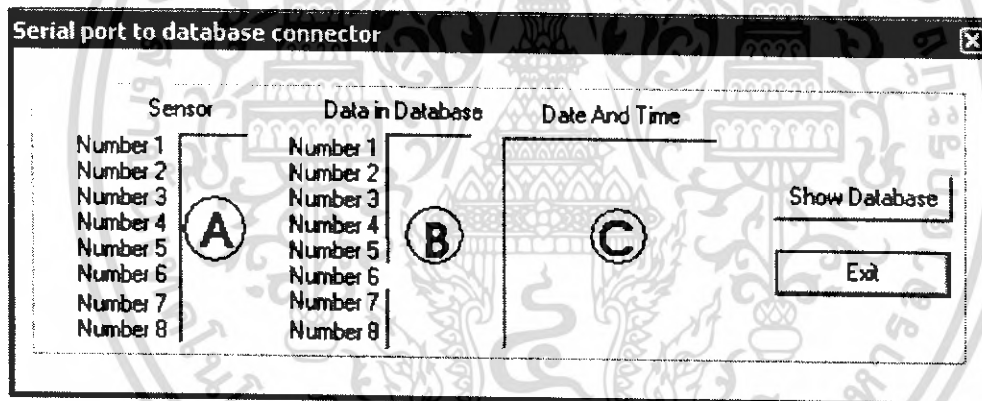 Serial port to database connector
Sensor
Number 1
Number 2
Number 3
Number 4
Number 5
Number 6
Number 7
Number 8
A
Data in Database
Number 1
Number 2
Number 3
Number 4
Number 5
Number 6
Number 7
Number 8
B
Date And Time
C
Show Database
Exit